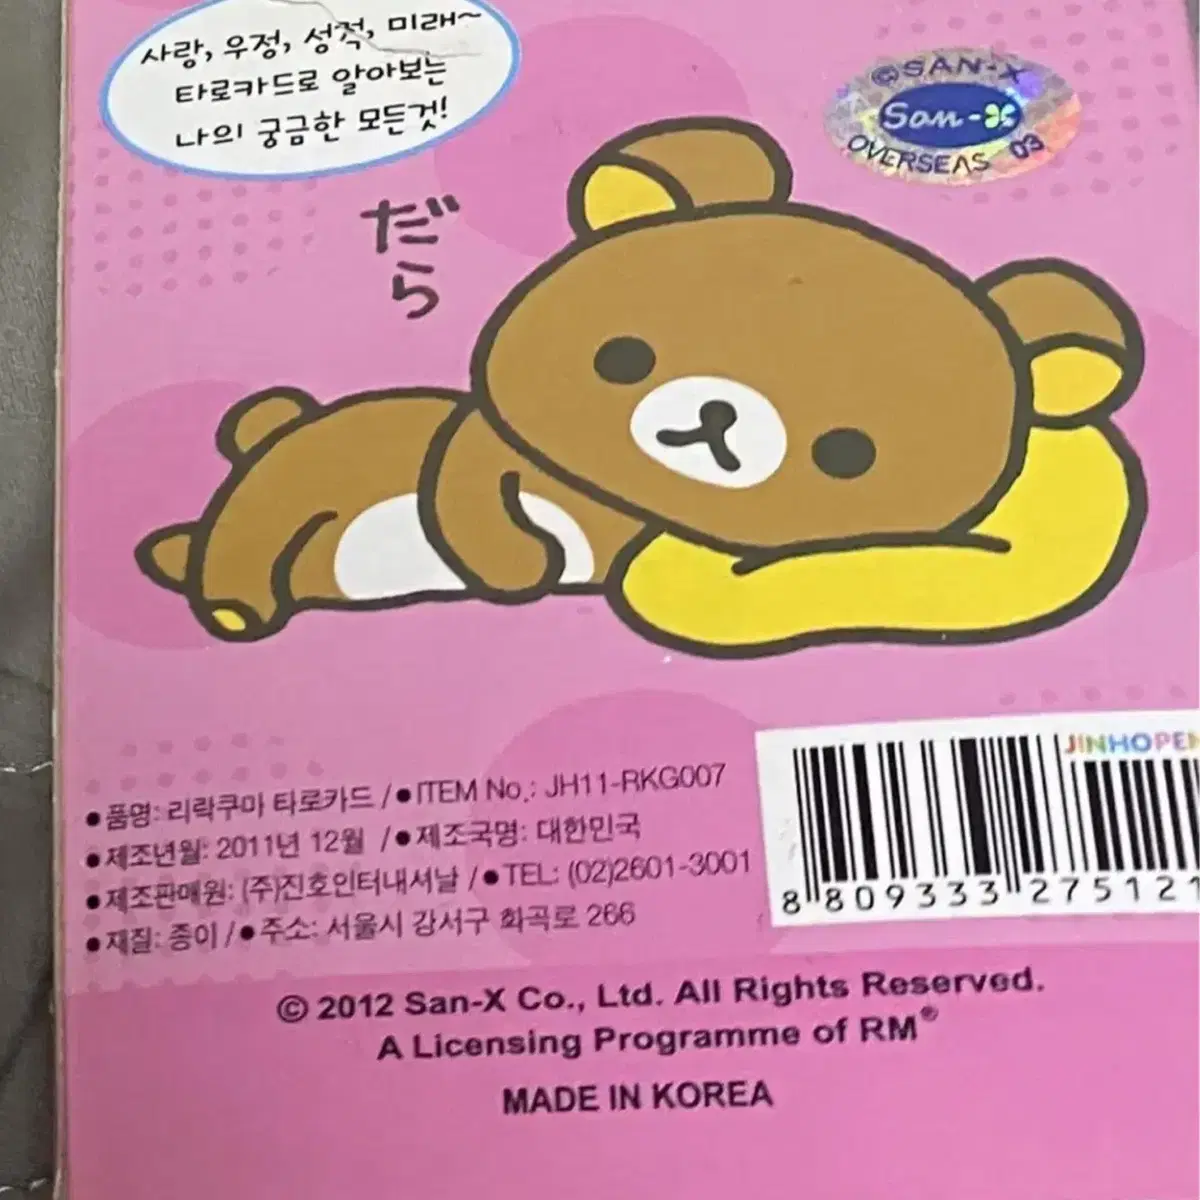 사랑, 우정, 성적, 미래~
타로카드로 알아보는
나의 궁금한 모든것!
©SAN-X
San-X
OVERSEAS 03
だ
ら
JINHOPEN
●품명: 리락쿠마 타로카드 /●ITEM No.: JH11-RKG007
●제조년월: 2011년 12월 /●제조국명: 대한민국
●제조판매원: (주)진호인터내셔날 /●TEL: (02)2601-3001
●재질: 종이 /●주소: 서울시 강서구 화곡로 266
8 809333 275121
© 2012 San-X Co., Ltd. All Rights Reserved.
A Licensing Programme of RM®
MADE IN KOREA